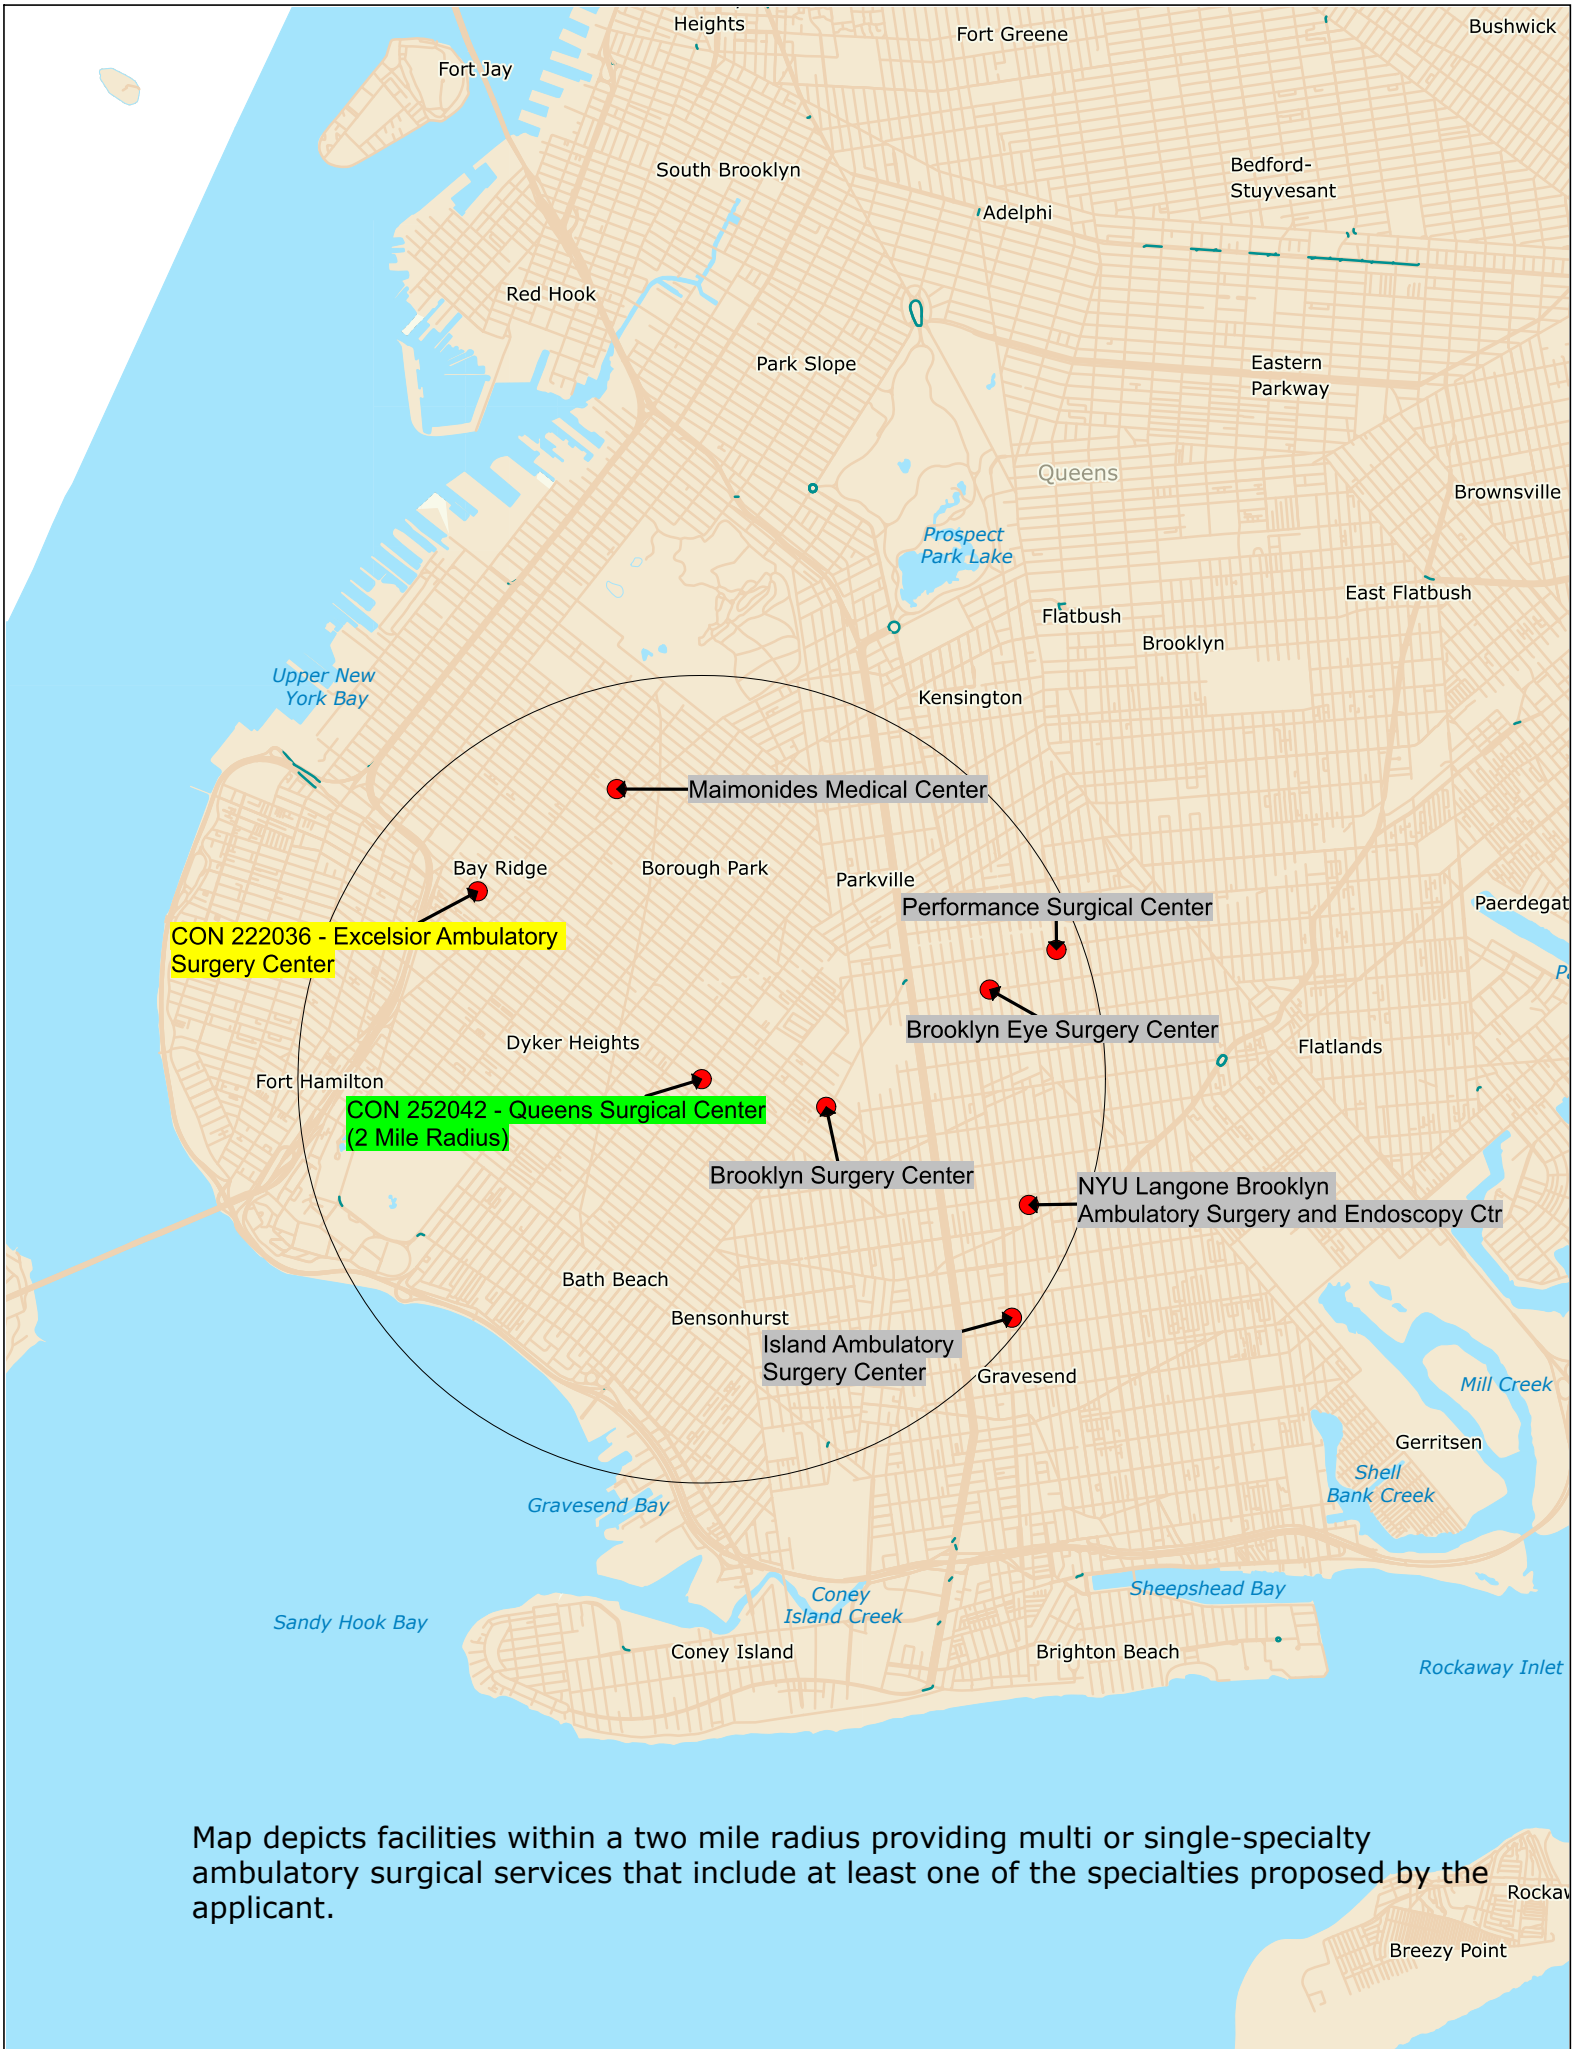 Heights
Fort Greene
Bushwick
Fort Jay
South Brooklyn
Bedford-
Stuyvesant
Adelphi
Red Hook
Park Slope
Eastern
Parkway
Queens
Brownsville
Prospect
Park Lake
East Flatbush
Flatbush
Brooklyn
Upper New
York Bay
Kensington
Maimonides Medical Center
Bay Ridge
Borough Park
Parkville
Performance Surgical Center
Paerdegat
CON 222036 - Excelsior Ambulatory
Surgery Center
Brooklyn Eye Surgery Center
Dyker Heights
Flatlands
Fort Hamilton
CON 252042 - Queens Surgical Center
(2 Mile Radius)
Brooklyn Surgery Center
NYU Langone Brooklyn
Ambulatory Surgery and Endoscopy Ctr
Bath Beach
Bensonhurst
Island Ambulatory
Surgery Center
Gravesend
Mill Creek
Gerritsen
Shell
Bank Creek
Gravesend Bay
Coney
Island Creek
Sheepshead Bay
Sandy Hook Bay
Coney Island
Brighton Beach
Rockaway Inlet
Map depicts facilities within a two mile radius providing multi or single-specialty
ambulatory surgical services that include at least one of the specialties proposed by the
applicant.
Breezy Point